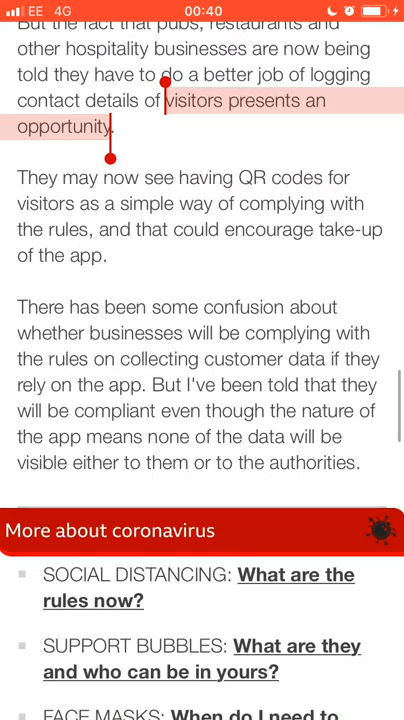 EE 4G 00:40
But the fact that pubs, restaurants and
other hospitality businesses are now being
told they have to do a better job of logging
contact details of visitors presents an
opportunity.
They may now see having QR codes for
visitors as a simple way of complying with
the rules, and that could encourage take-up
of the app.
There has been some confusion about
whether businesses will be complying with
the rules on collecting customer data if they
rely on the app. But I've been told that they
will be compliant even though the nature of
the app means none of the data will be
visible either to them or to the authorities.
More about coronavirus
SOCIAL DISTANCING: What are the
rules now?
SUPPORT BUBBLES: What are they
and who can be in yours?
FACE MASKS: When do I need to